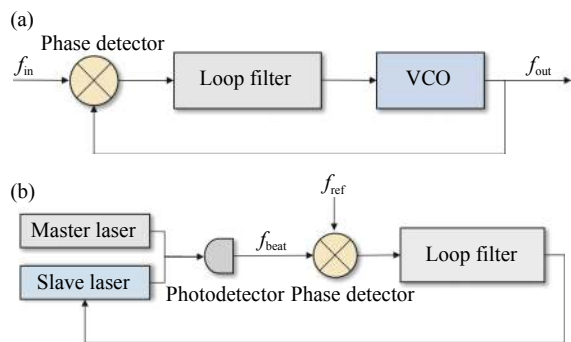 (a)
Phase detector
f_in
Loop filter
VCO
f_out
(b)
f_ref
Master laser
f_beat
Loop filter
Slave laser
Photodetector Phase detector